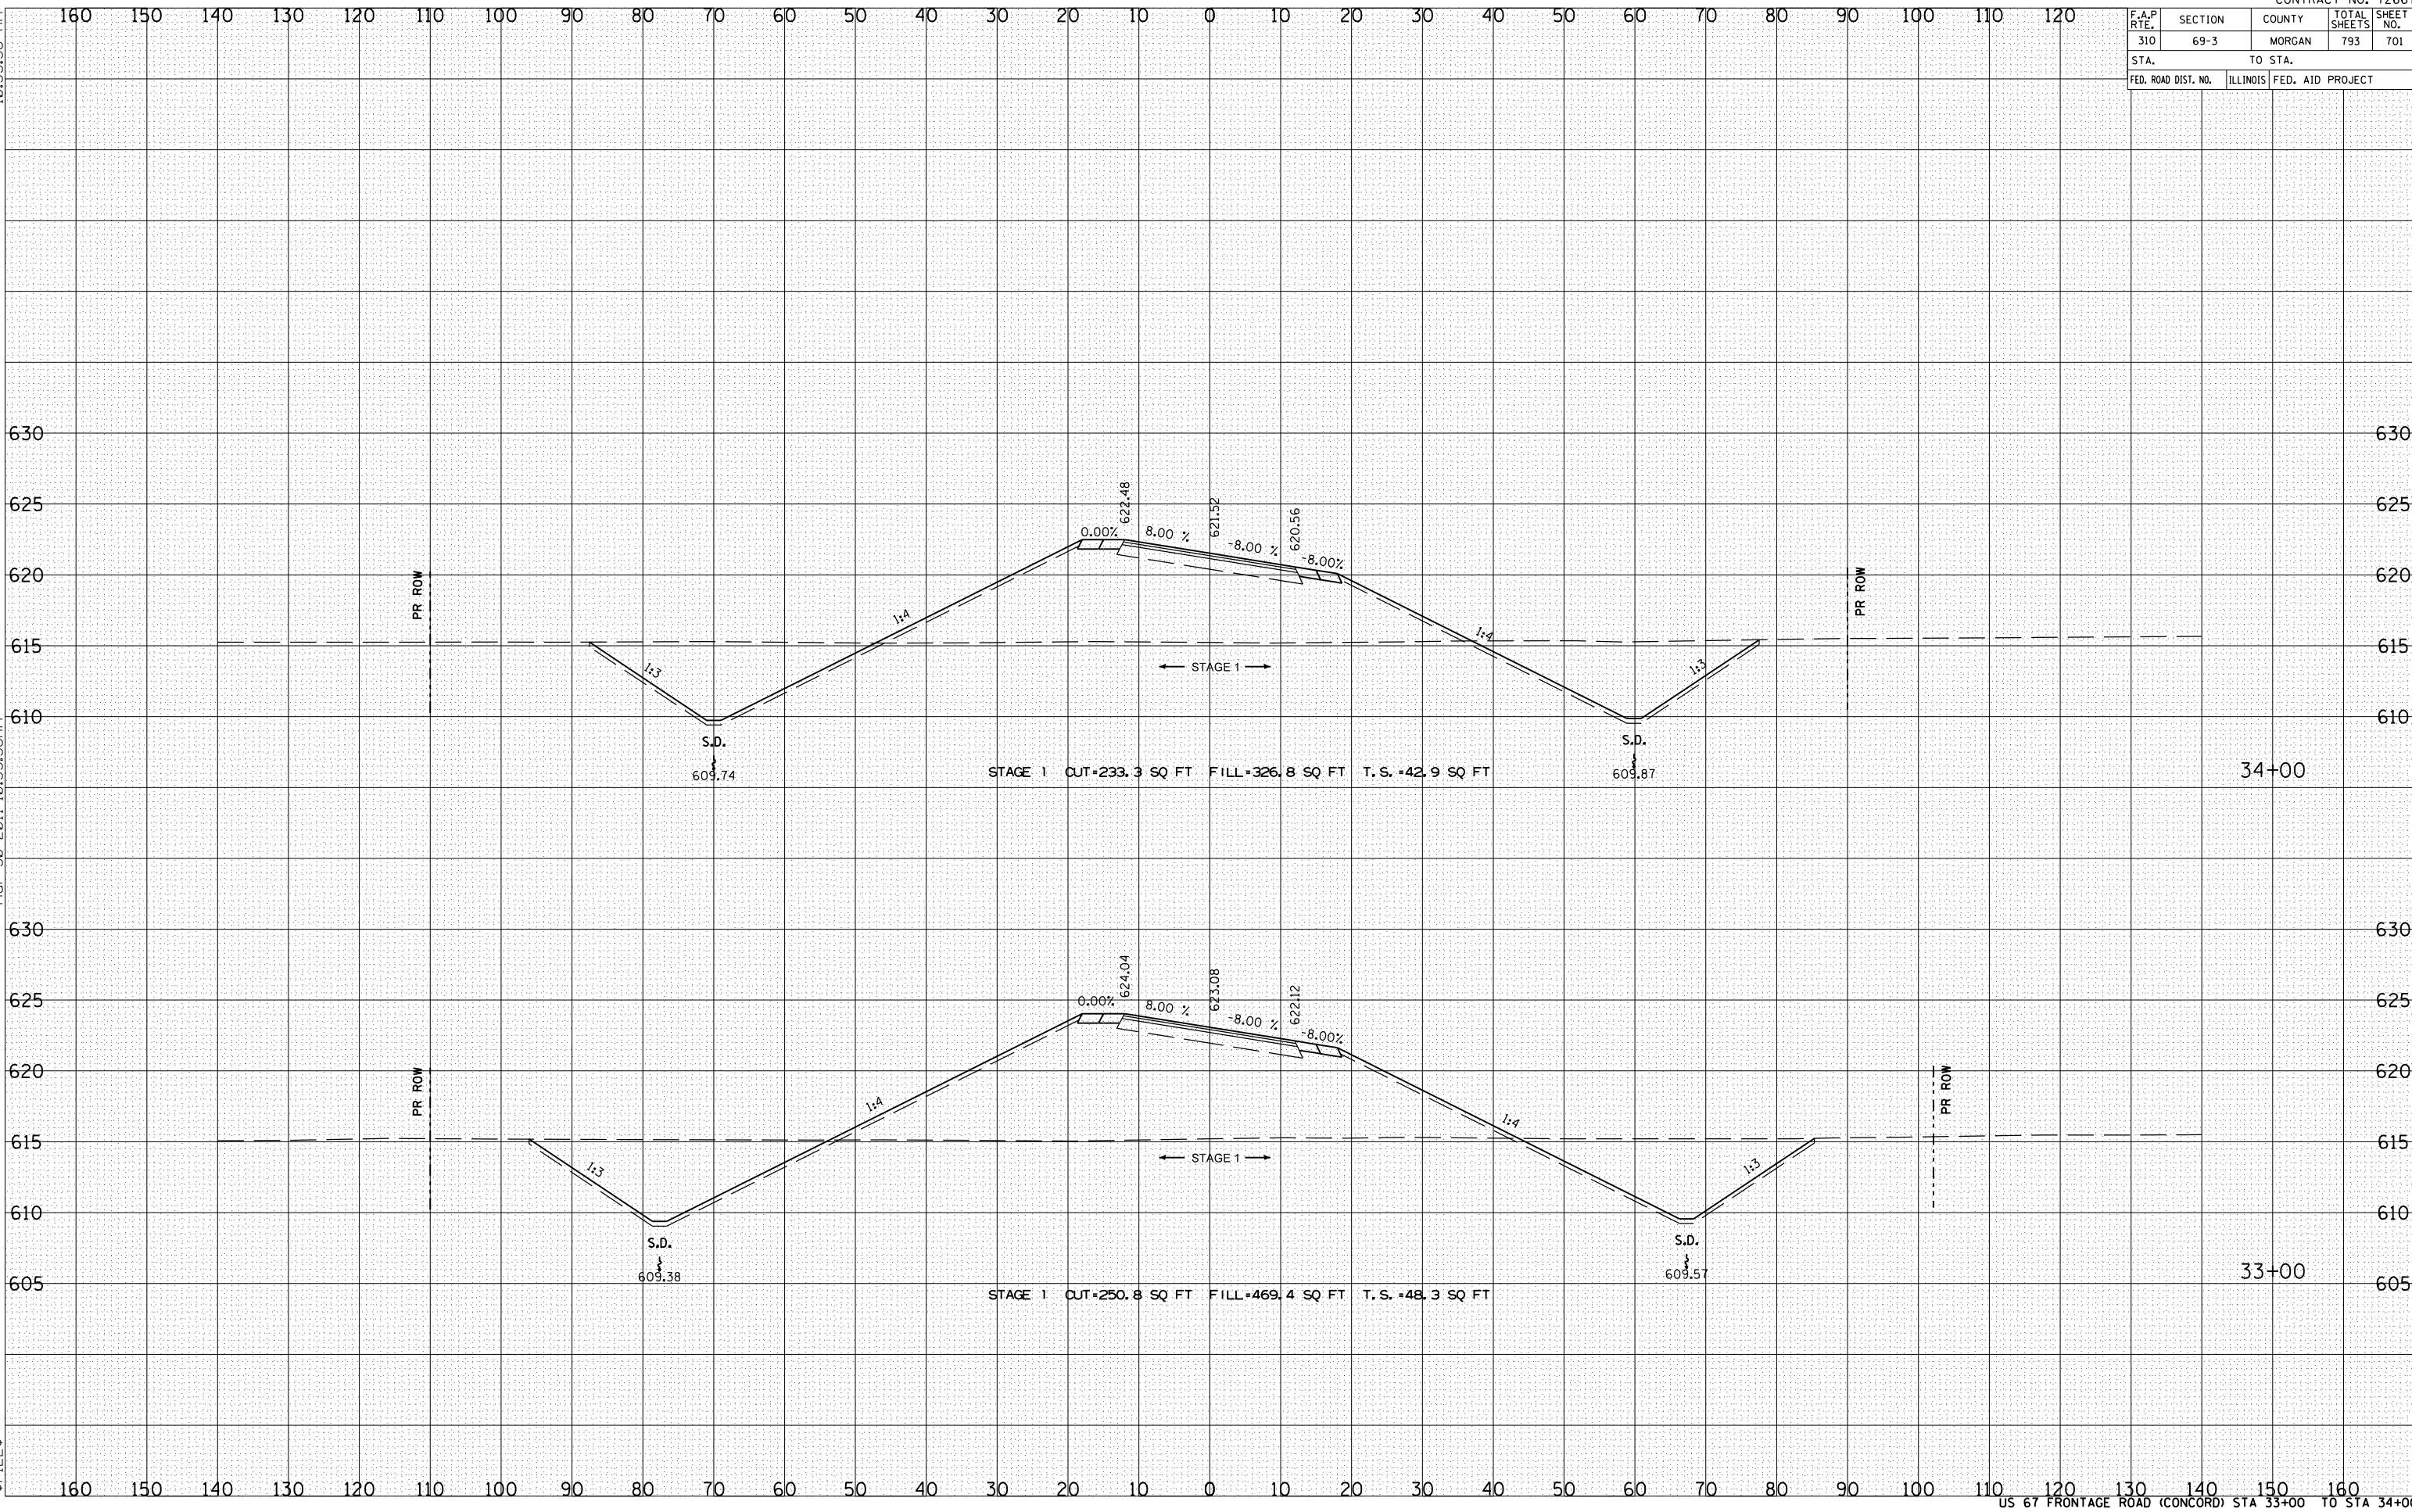 160 150 140 130 120 110 100 90 80 70 60 50 40 30 20 10 0 10 20 30 40 50 60 70 80 90 100 110 120
F.A.P RTE. SECTION COUNTY TOTAL SHEETS SHEET NO.
310 69-3 MORGAN 793 701
STA. TO STA.
FED. ROAD DIST. NO. ILLINOIS FED. AID PROJECT
630 630
625 625
622.48 621.52 620.56
0.00% 8.00 % -8.00 % -8.00%
620 620
PR ROW PR ROW
1:4 1:4
615 615
1:3 STAGE 1 1:3
610 610
S.D. S.D.
609.74 609.87
STAGE 1 CUT=233.3 SQ FT FILL=326.8 SQ FT T.S.=42.9 SQ FT
34+00
630 630
625 625
624.04 623.08 622.12
0.00% 8.00 % -8.00 % -8.00%
620 620
PR ROW PR ROW
1:4 1:4
615 615
1:3 STAGE 1 1:3
610 610
S.D. S.D.
609.38 609.57
33+00
605 605
STAGE 1 CUT=250.8 SQ FT FILL=469.4 SQ FT T.S.=48.3 SQ FT
160 150 140 130 120 110 100 90 80 70 60 50 40 30 20 10 0 10 20 30 40 50 60 70 80 90 100 110 120 130 140 150 160
US 67 FRONTAGE ROAD (CONCORD) STA 33+00 TO STA 34+00